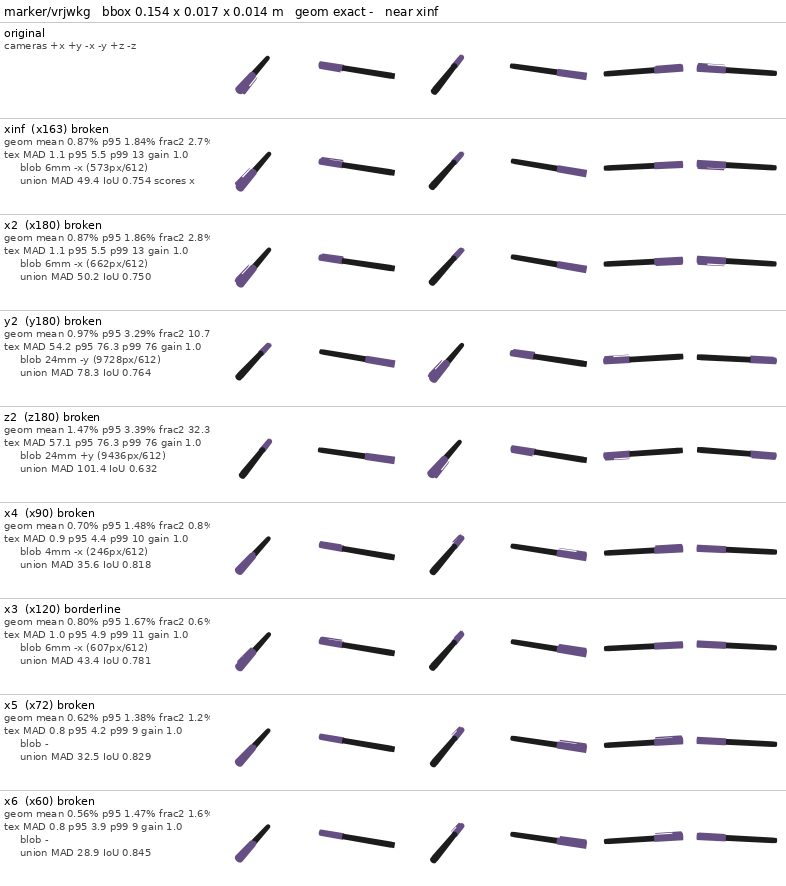 marker/vrjwkg bbox 0.154 x 0.017 x 0.014 m geom exact - near xinf
original
cameras +x +y -x -y +z -z
xinf (x163) broken
geom mean 0.87% p95 1.84% frac2 2.7%
tex MAD 1.1 p95 5.5 p99 13 gain 1.0
blob 6mm -x (573px/612)
union MAD 49.4 IoU 0.754 scores x
x2 (x180) broken
geom mean 0.87% p95 1.86% frac2 2.8%
tex MAD 1.1 p95 5.5 p99 13 gain 1.0
blob 6mm -x (662px/612)
union MAD 50.2 IoU 0.750
y2 (y180) broken
geom mean 0.97% p95 3.29% frac2 10.7
tex MAD 54.2 p95 76.3 p99 76 gain 1.0
blob 24mm -y (9728px/612)
union MAD 78.3 IoU 0.764
z2 (z180) broken
geom mean 1.47% p95 3.39% frac2 32.3
tex MAD 57.1 p95 76.3 p99 76 gain 1.0
blob 24mm +y (9436px/612)
union MAD 101.4 IoU 0.632
x4 (x90) broken
geom mean 0.70% p95 1.48% frac2 0.8%
tex MAD 0.9 p95 4.4 p99 10 gain 1.0
blob 4mm -x (246px/612)
union MAD 35.6 IoU 0.818
x3 (x120) borderline
geom mean 0.80% p95 1.67% frac2 0.6%
tex MAD 1.0 p95 4.9 p99 11 gain 1.0
blob 6mm -x (607px/612)
union MAD 43.4 IoU 0.781
x5 (x72) broken
geom mean 0.62% p95 1.38% frac2 1.2%
tex MAD 0.8 p95 4.2 p99 9 gain 1.0
blob -
union MAD 32.5 IoU 0.829
x6 (x60) broken
geom mean 0.56% p95 1.47% frac2 1.6%
tex MAD 0.8 p95 3.9 p99 9 gain 1.0
blob -
union MAD 28.9 IoU 0.845